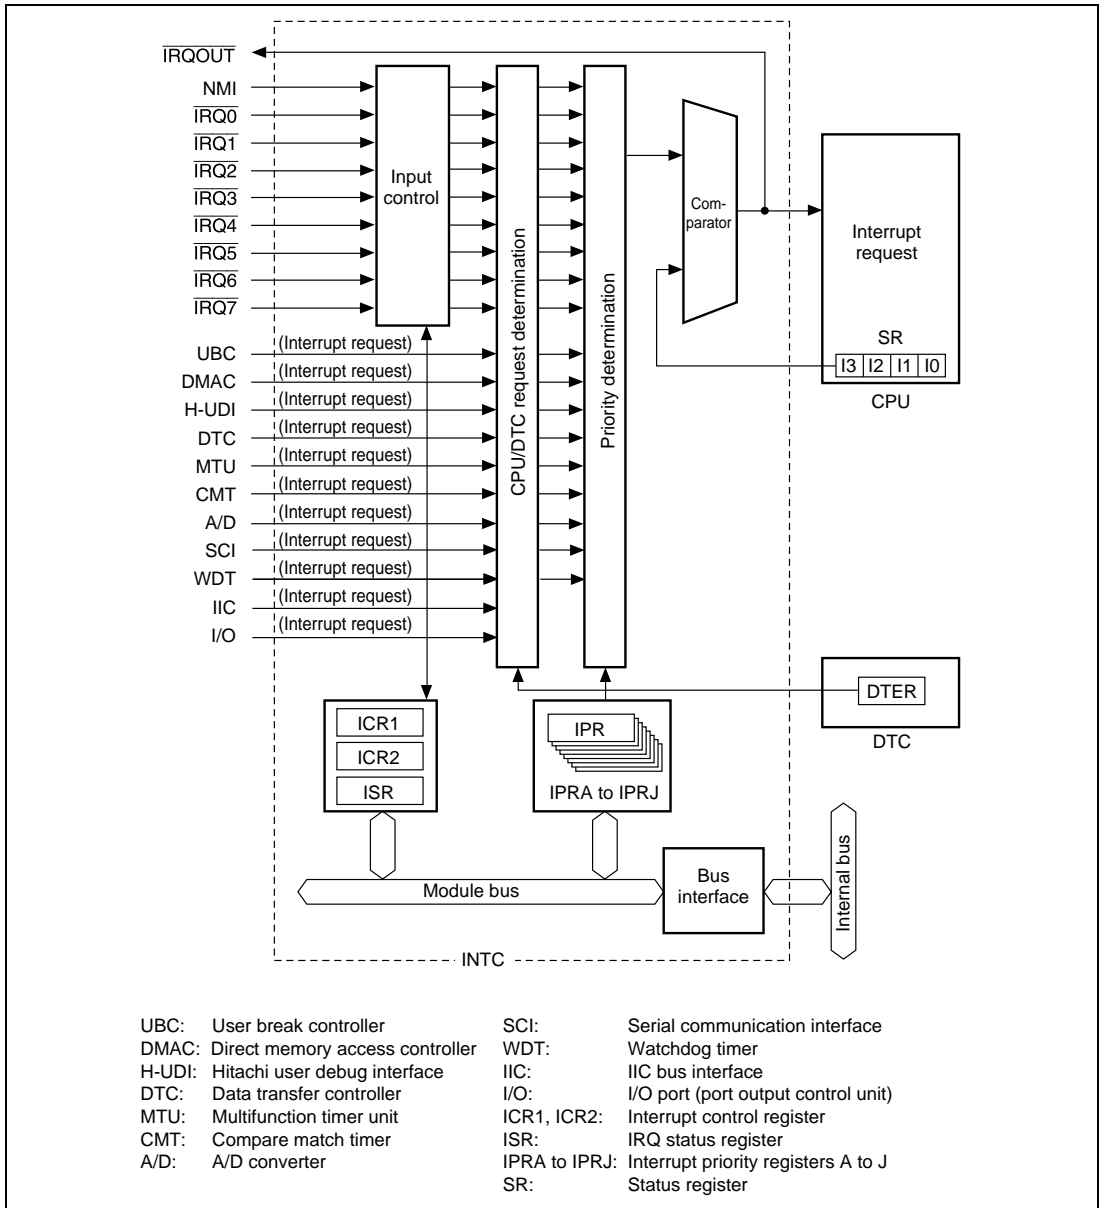 IRQOUT
NMI
IRQ0
IRQ1
IRQ2
IRQ3
IRQ4
IRQ5
IRQ6
IRQ7
Input
control
UBC (Interrupt request)
DMAC (Interrupt request)
H-UDI (Interrupt request)
DTC (Interrupt request)
MTU (Interrupt request)
CMT (Interrupt request)
A/D (Interrupt request)
SCI (Interrupt request)
WDT (Interrupt request)
IIC (Interrupt request)
I/O (Interrupt request)
CPU/DTC request determination
Priority determination
Com-
parator
Interrupt
request
SR
I3 I2 I1 I0
CPU
DTER
DTC
ICR1
ICR2
ISR
IPR
IPRA to IPRJ
Module bus
Bus
interface
Internal bus
INTC
UBC: User break controller
DMAC: Direct memory access controller
H-UDI: Hitachi user debug interface
DTC: Data transfer controller
MTU: Multifunction timer unit
CMT: Compare match timer
A/D: A/D converter
SCI: Serial communication interface
WDT: Watchdog timer
IIC: IIC bus interface
I/O: I/O port (port output control unit)
ICR1, ICR2: Interrupt control register
ISR: IRQ status register
IPRA to IPRJ: Interrupt priority registers A to J
SR: Status register